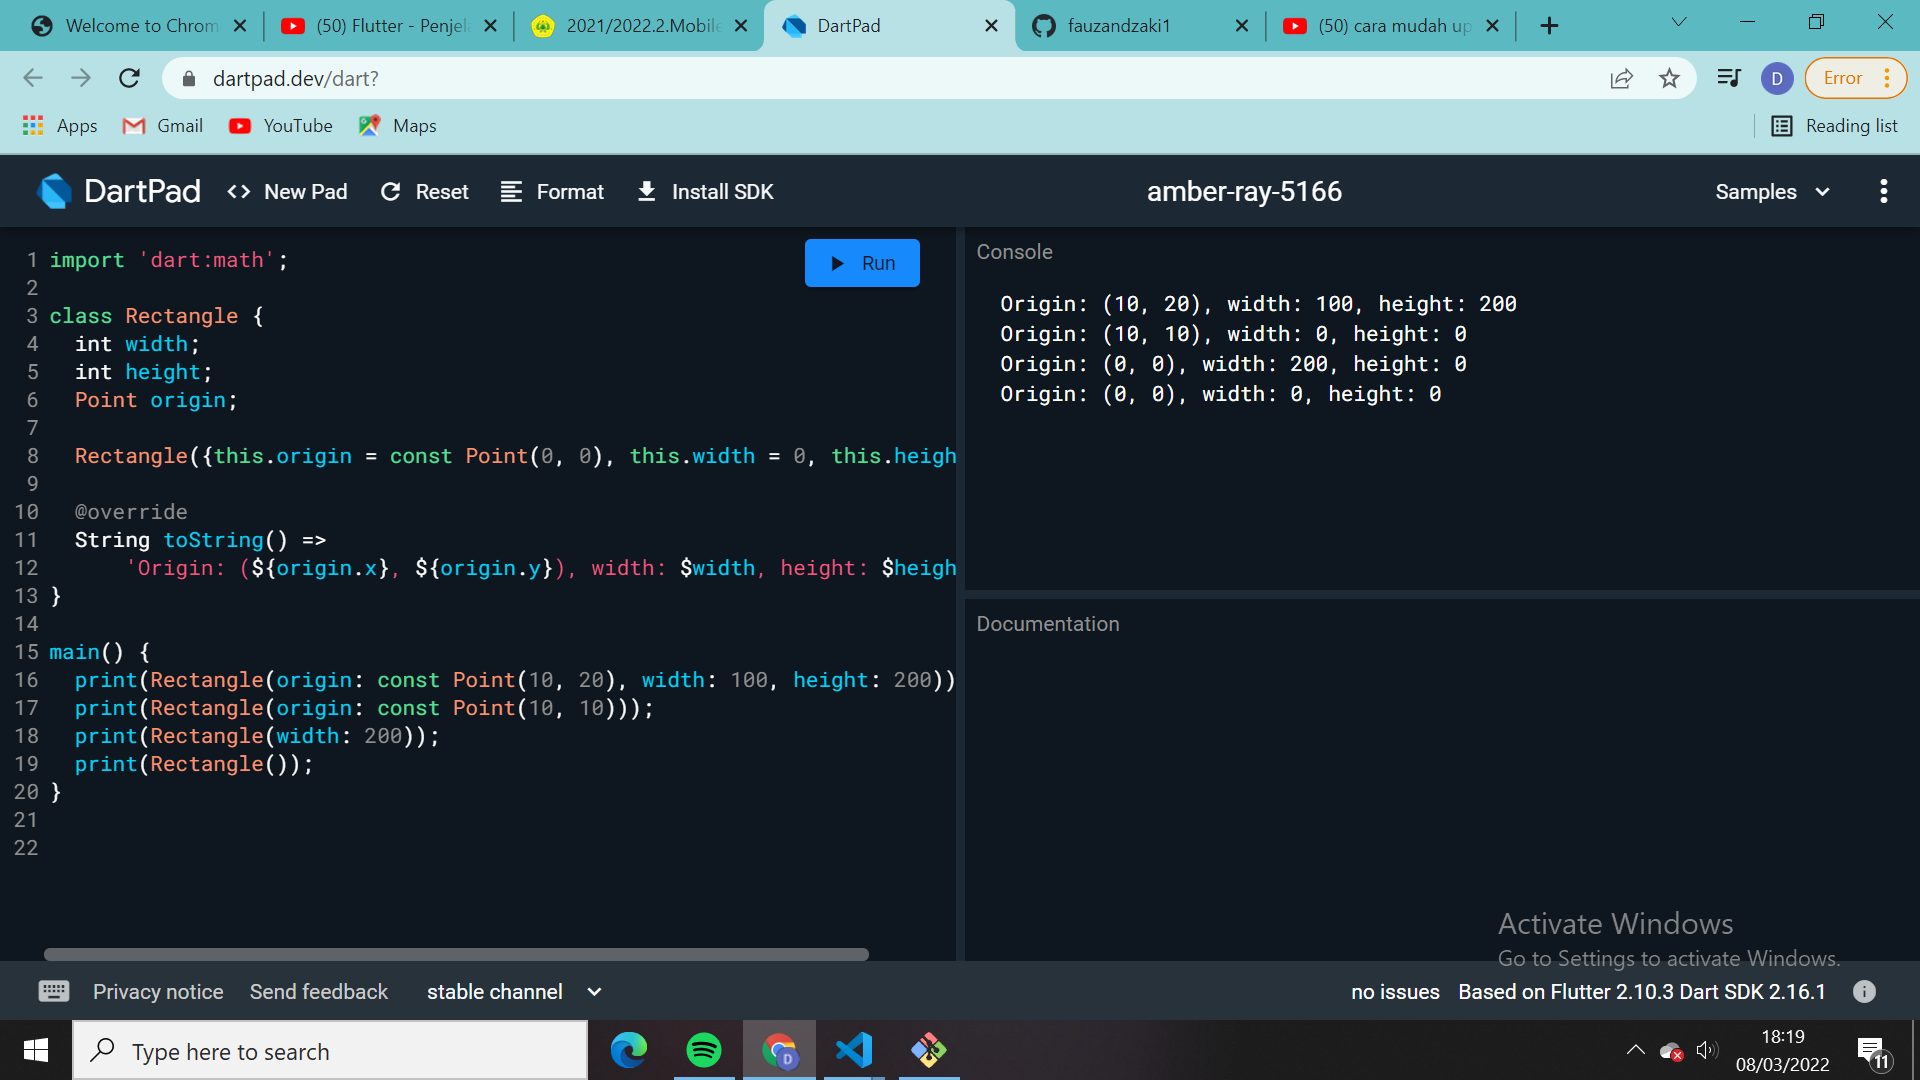 Welcome to Chrom
(50) Flutter - Penjela
2021/2022.2.Mobile
DartPad
fauzandzaki1
(50) cara mudah up
dartpad.dev/dart?
D
Error
Apps
Gmail
YouTube
Maps
Reading list
DartPad
<> New Pad
Reset
Format
Install SDK
amber-ray-5166
Samples
Run
1 import 'dart:math';
2
3 class Rectangle {
4 int width;
5 int height;
6 Point origin;
7
8 Rectangle({this.origin = const Point(0, 0), this.width = 0, this.heigh
9
10 @override
11 String toString() =>
12 'Origin: (${origin.x}, ${origin.y}), width: $width, height: $heigh
13 }
14
15 main() {
16 print(Rectangle(origin: const Point(10, 20), width: 100, height: 200))
17 print(Rectangle(origin: const Point(10, 10)));
18 print(Rectangle(width: 200));
19 print(Rectangle());
20 }
21
22
Console
Origin: (10, 20), width: 100, height: 200
Origin: (10, 10), width: 0, height: 0
Origin: (0, 0), width: 200, height: 0
Origin: (0, 0), width: 0, height: 0
Documentation
Activate Windows
Go to Settings to activate Windows.
Privacy notice
Send feedback
stable channel
no issues
Based on Flutter 2.10.3 Dart SDK 2.16.1
Type here to search
D
18:19
08/03/2022
11